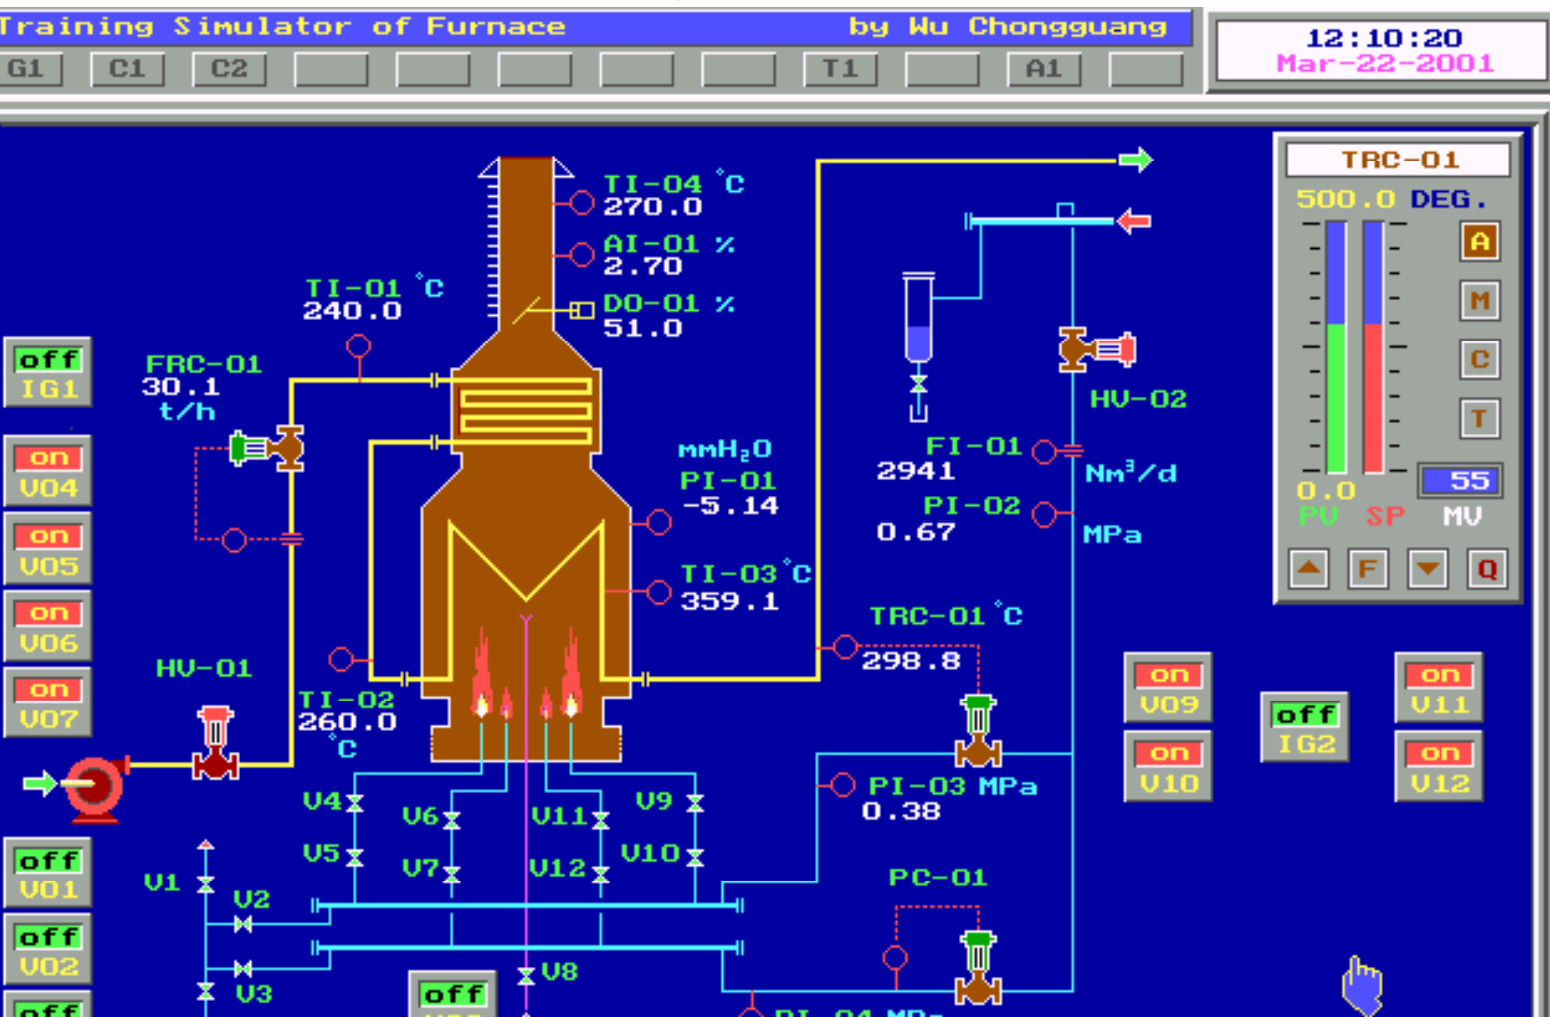 Training Simulator of Furnace by Wu Chongguang
12:10:20
Mar-22-2001
G1 C1 C2 T1 A1
TRC-01
500.0 DEG.
A
M
C
T
55
0.0
PV SP MV
F Q
TI-04 °C
270.0
AI-01 %
2.70
DO-01 %
51.0
TI-01 °C
240.0
off
IG1
FRC-01
30.1
t/h
HV-02
on
V04
mmH₂O
PI-01
-5.14
FI-01
2941 Nm³/d
PI-02
0.67 MPa
on
V05
TI-03 °C
359.1
on
V06
TRC-01 °C
298.8
HV-01
on
V07
TI-02
260.0
°C
on
V09
on
V11
off
IG2
on
V10
on
V12
PI-03 MPa
0.38
V4 V6 V11 V9
V5 V7 V12 V10
off
V01
V1
V2
PC-01
off
V02
V3
V8
off
off
PI-04 MPa